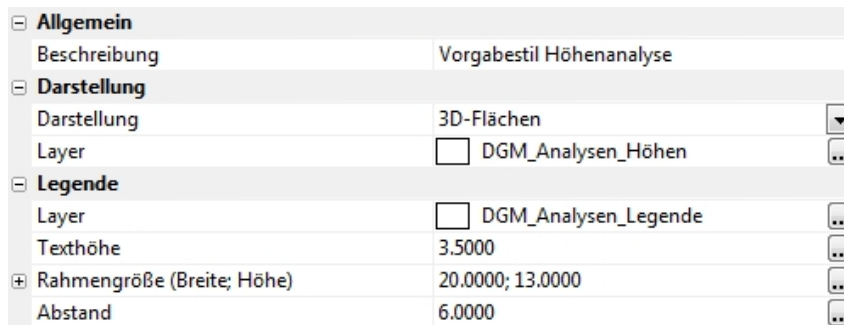 Allgemein
Beschreibung Vorgabestil Höhenanalyse
Darstellung
Darstellung 3D-Flächen
Layer DGM_Analysen_Höhen
Legende
Layer DGM_Analysen_Legende
Texthöhe 3.5000
Rahmengröße (Breite; Höhe) 20.0000; 13.0000
Abstand 6.0000